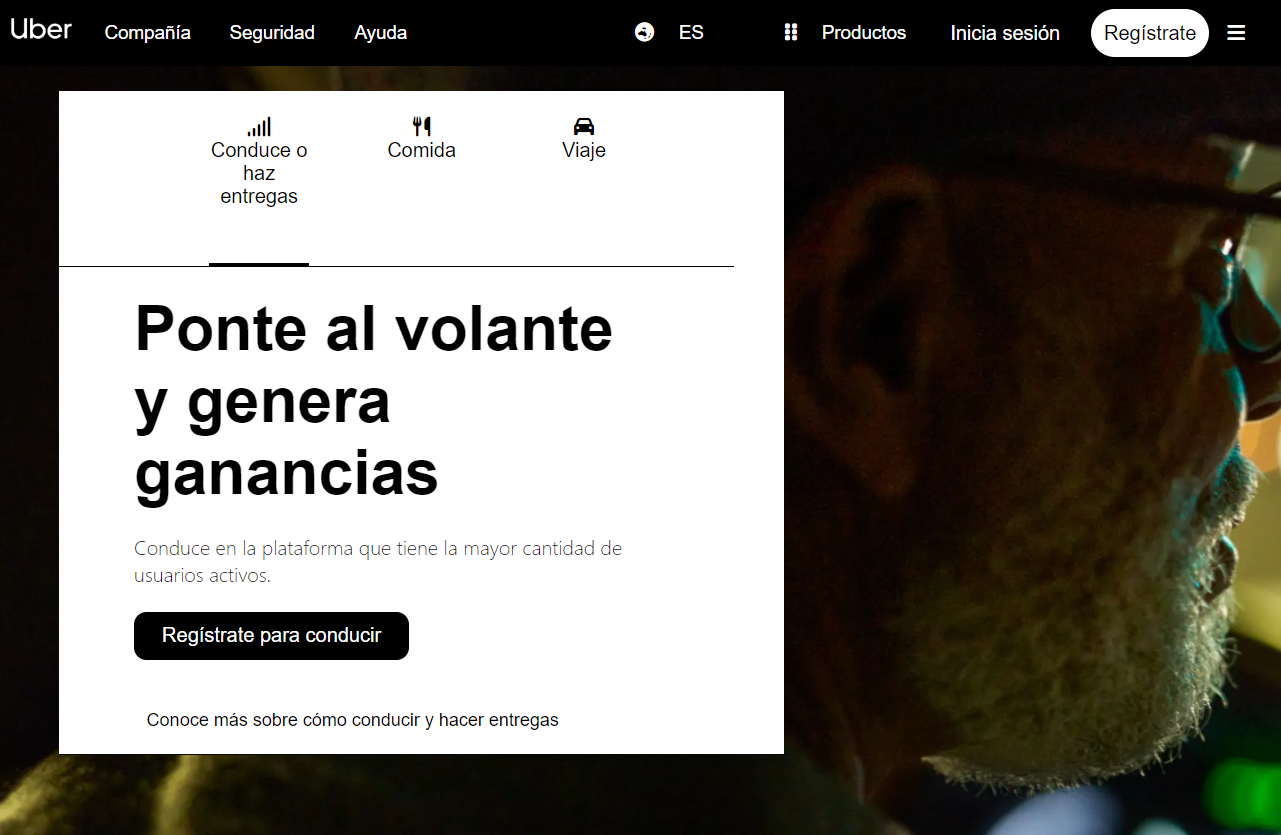 Uber Compañía Seguridad Ayuda ES Productos Inicia sesión Regístrate
Conduce o
haz
entregas
Comida
Viaje
Ponte al volante
y genera
ganancias
Conduce en la plataforma que tiene la mayor cantidad de
usuarios activos.
Regístrate para conducir
Conoce más sobre cómo conducir y hacer entregas